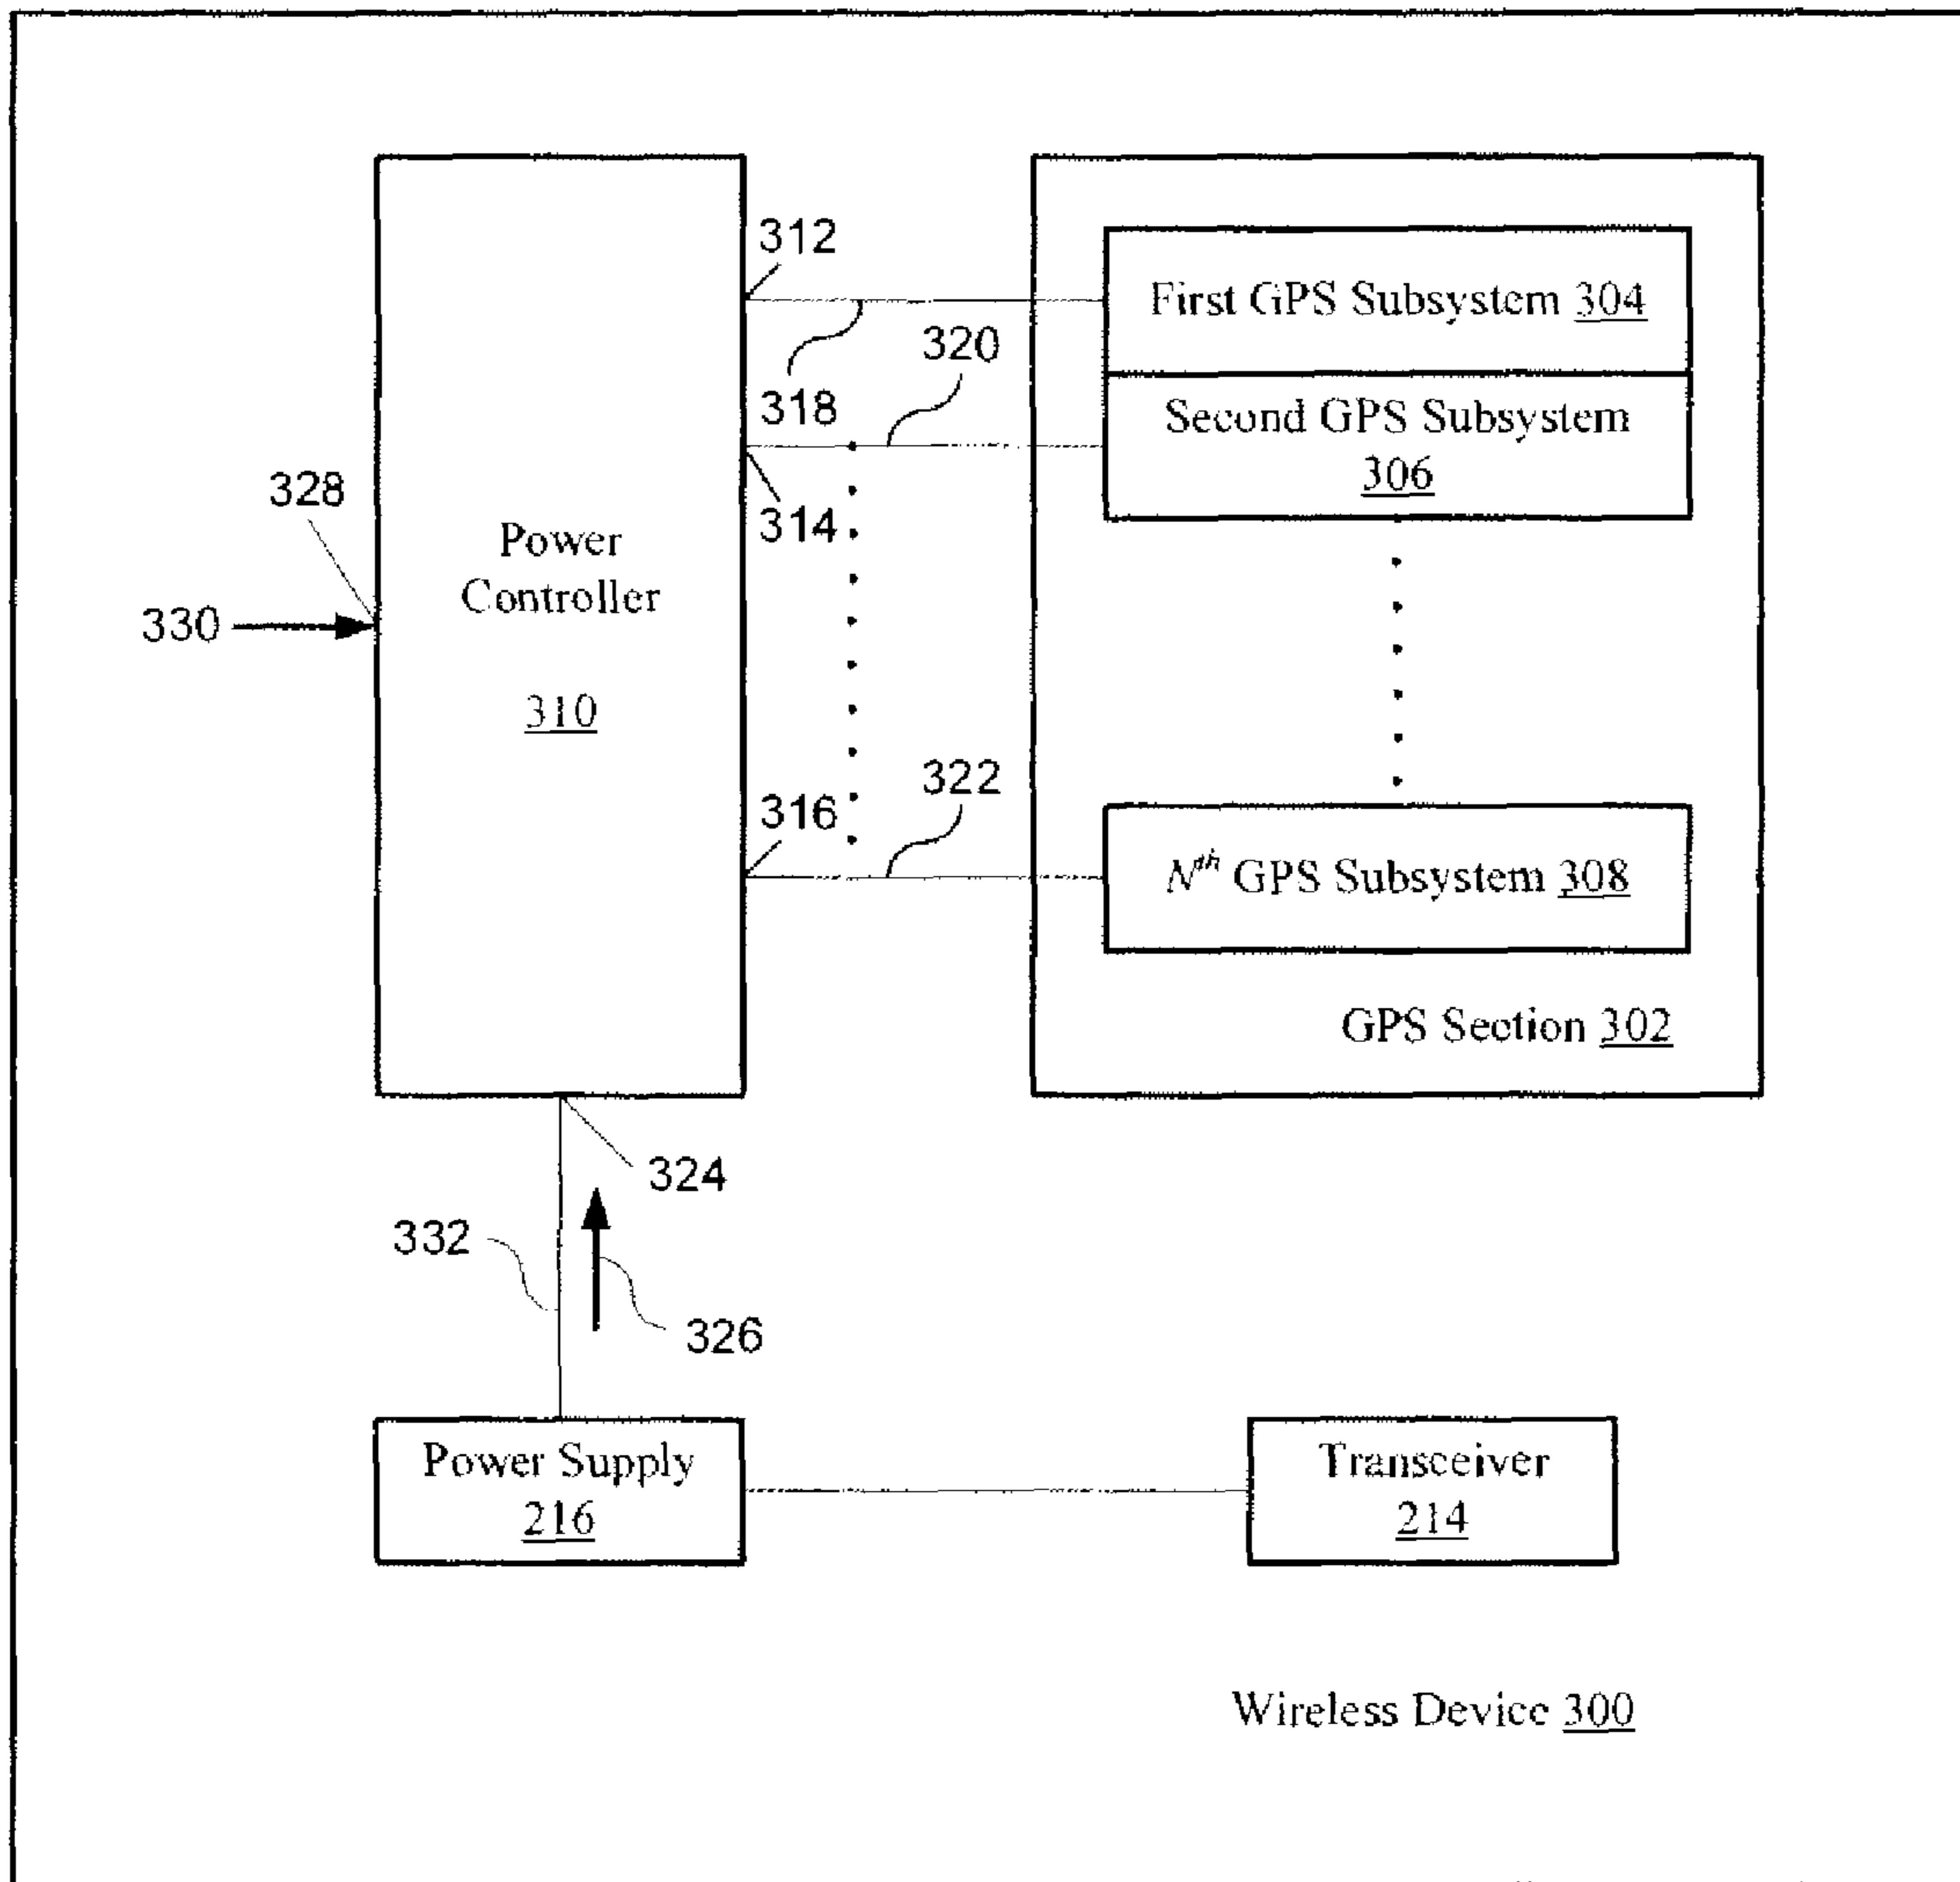 312
First GPS Subsystem 304
320
318
Second GPS Subsystem
306
328
314
Power
Controller
330
310
322
316
Nth GPS Subsystem 308
GPS Section 302
324
332
326
Power Supply
216
Transceiver
214
Wireless Device 300